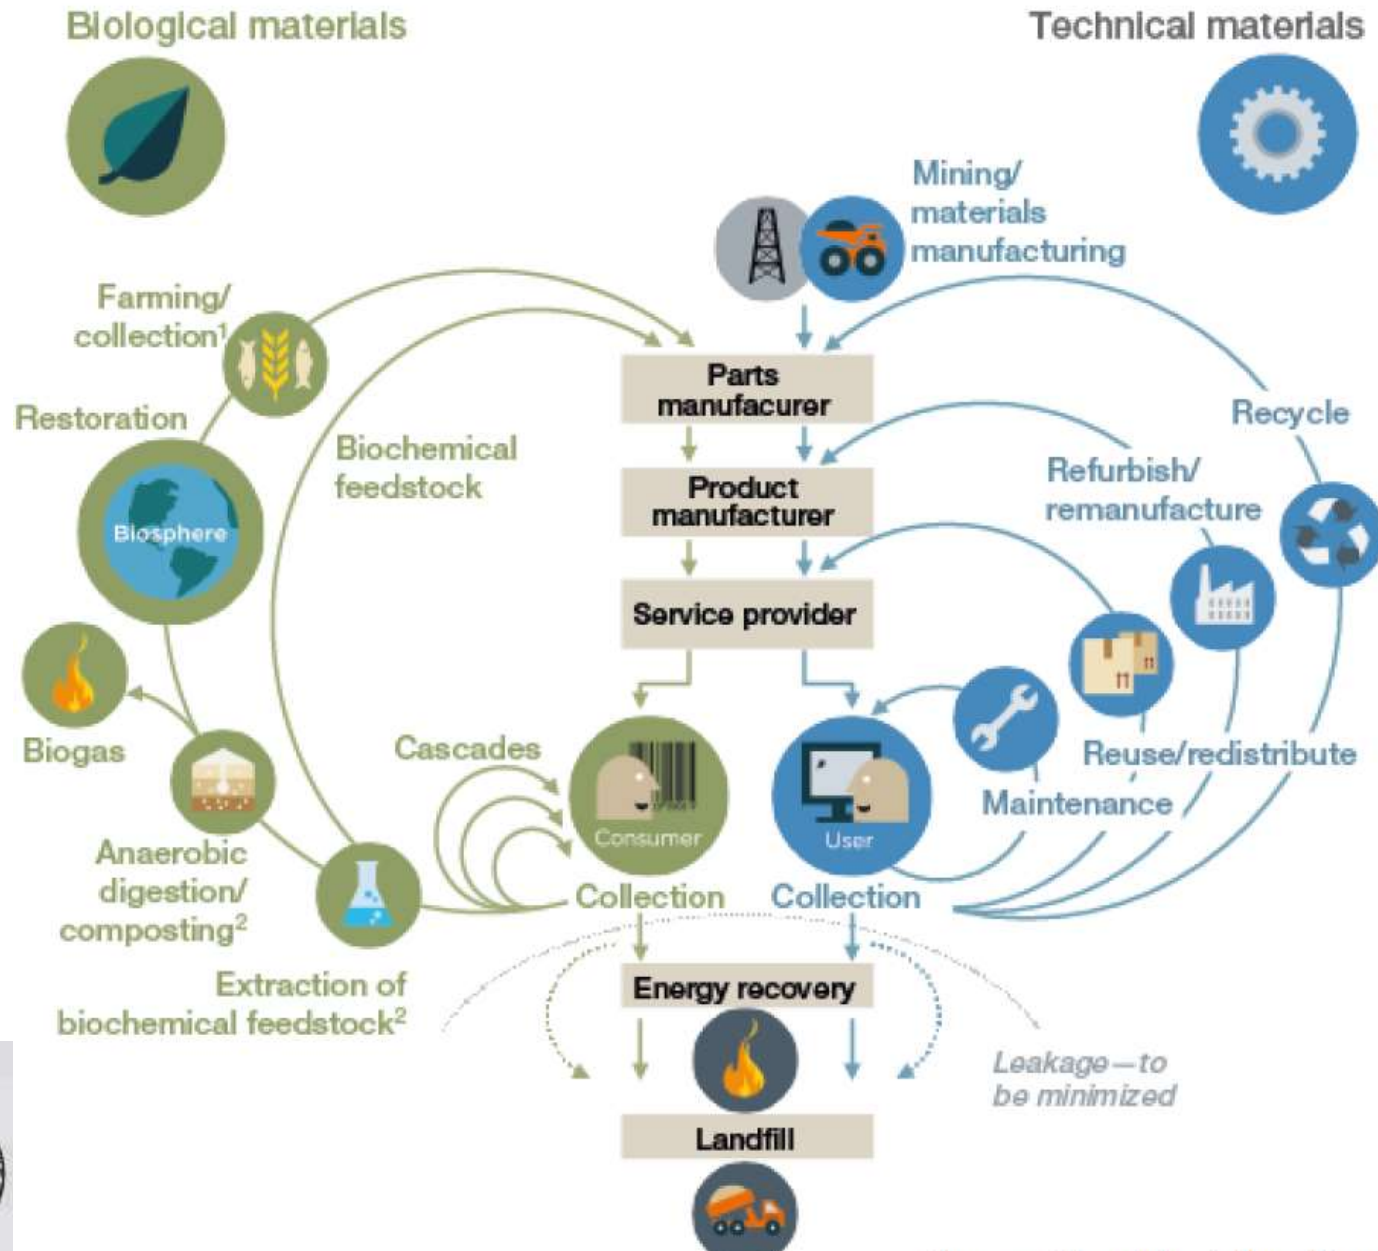 Biological materials
Technical materials
Mining/
materials
manufacturing
Farming/
collection¹
Parts
manufacurer
Recycle
Restoration
Biochemical
feedstock
Refurbish/
remanufacture
Product
manufacturer
Biosphere
Service provider
Biogas
Cascades
Reuse/redistribute
Maintenance
Consumer
User
Anaerobic
digestion/
composting²
Collection
Collection
Extraction of
biochemical feedstock²
Energy recovery
Leakage—to
be minimized
Landfill